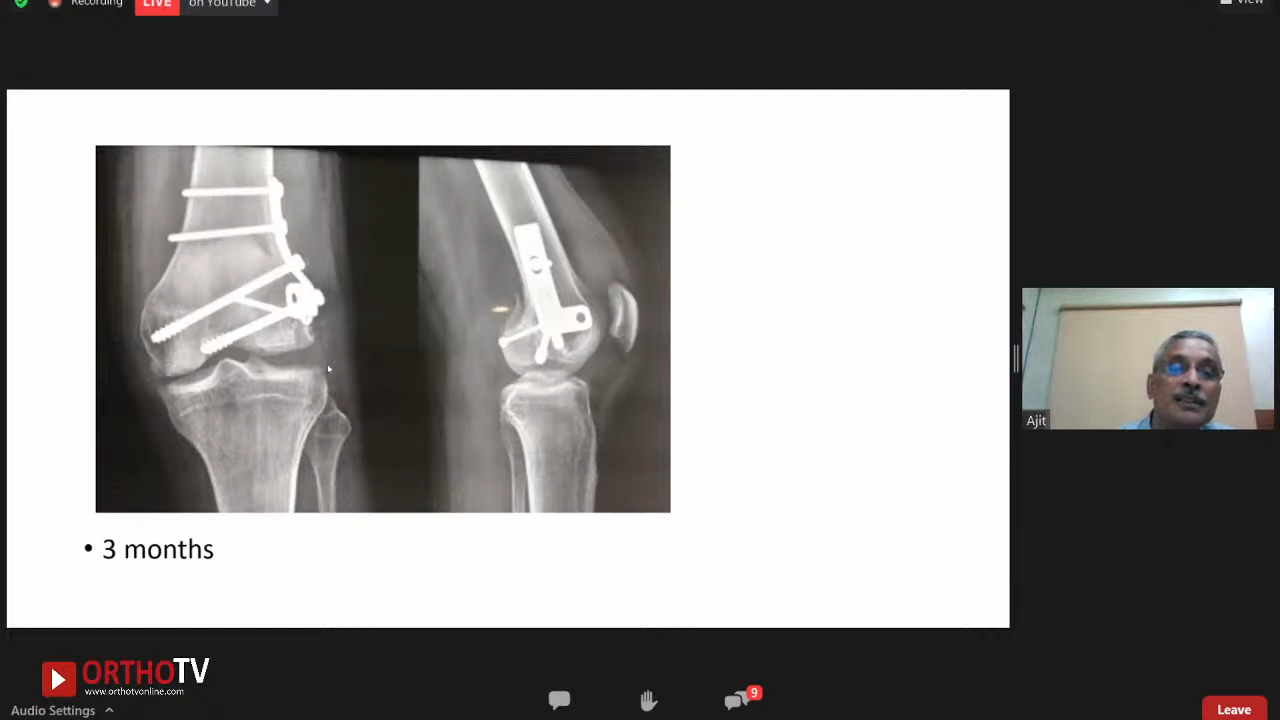 Recording
LIVE
on YouTube
View
Ajit
• 3 months
ORTHOTV
www.orthotvonline.com
Audio Settings
9
Leave